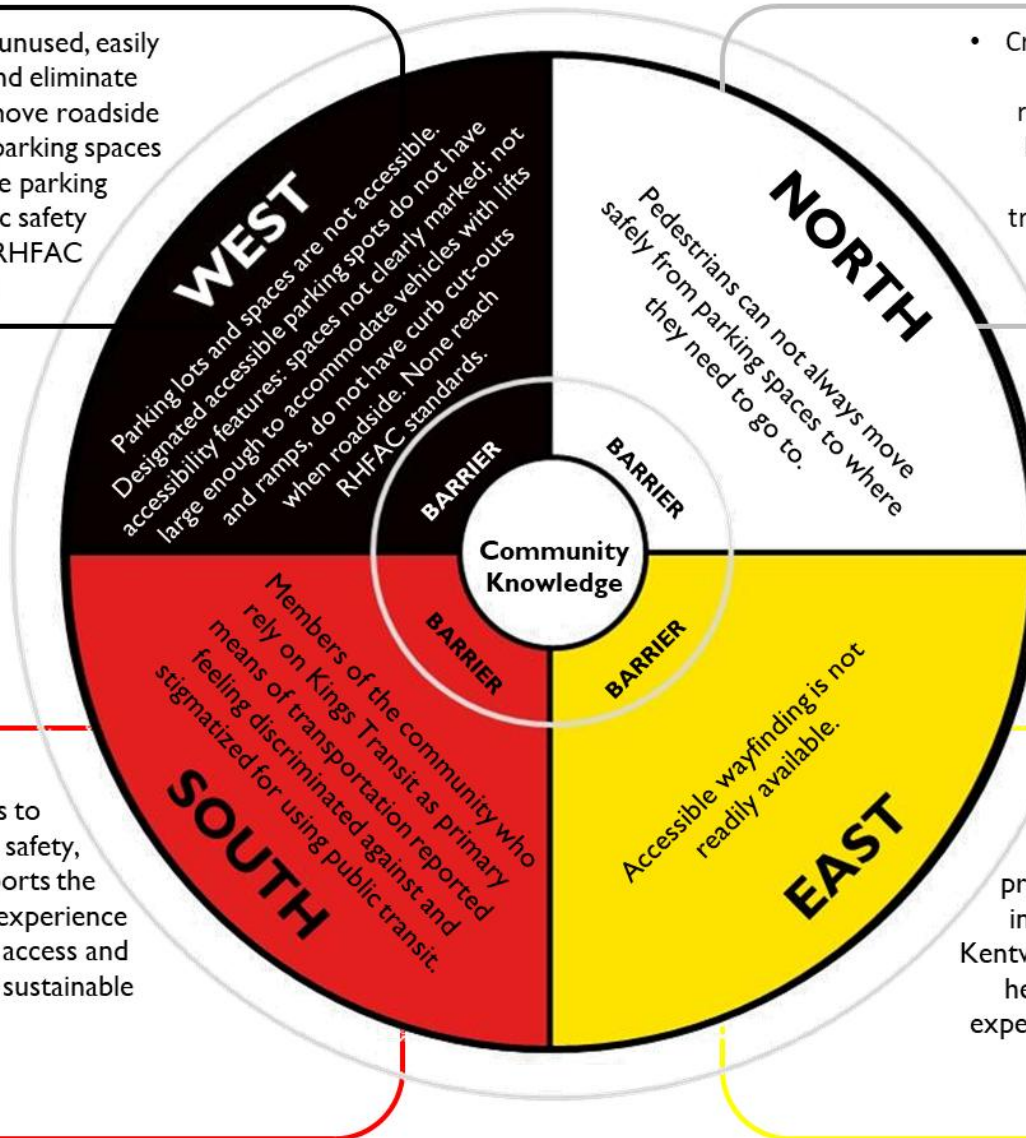 unused, easily
nd eliminate
nove roadside
parking spaces
e parking
ic safety
RHFAC
• Cr
r
tr
WEST
Parking lots and spaces are not accessible.
Designated accessible parking spots do not have
accessibility features: spaces not clearly marked; not
large enough to accommodate vehicles with lifts
and ramps, do not have curb cut-outs
when roadside. None reach
RHFAC standards.
BARRIER
NORTH
Pedestrians can not always move
safely from parking spaces to where
they need to go to.
BARRIER
Community
Knowledge
SOUTH
Members of the community who
rely on Kings Transit as primary
means of transportation reported
feeling discriminated against and
stigmatized for using public transit.
BARRIER
EAST
Accessible wayfinding is not
readily available.
BARRIER
s to
safety,
orts the
experience
access and
sustainable
pr
in
Kentv
he
expe